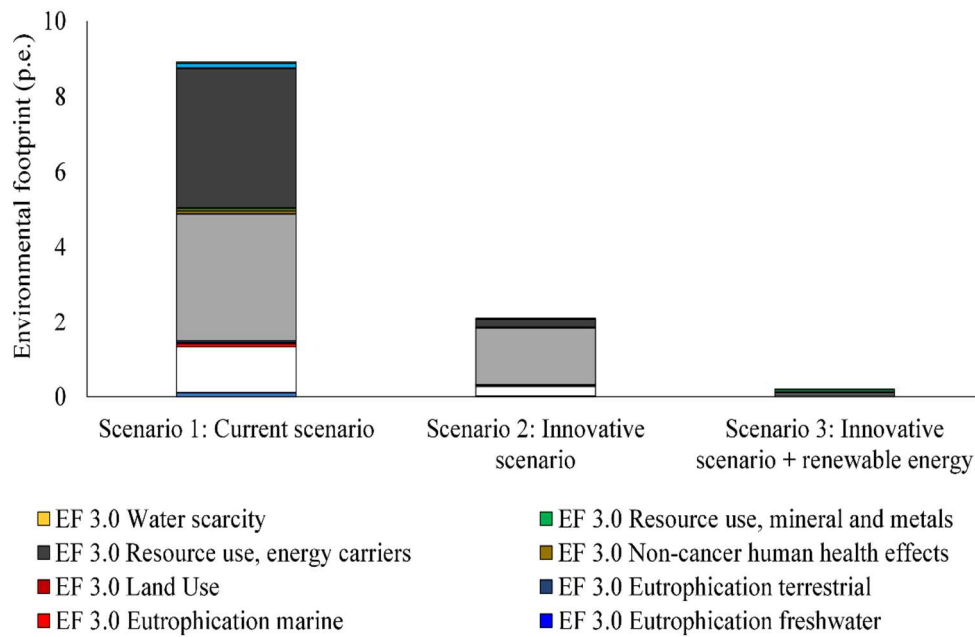 Environmental footprint (p.e.)
10
8
6
4
2
0
Scenario 1: Current scenario
Scenario 2: Innovative
scenario
Scenario 3: Innovative
scenario + renewable energy
EF 3.0 Water scarcity
EF 3.0 Resource use, mineral and metals
EF 3.0 Resource use, energy carriers
EF 3.0 Non-cancer human health effects
EF 3.0 Land Use
EF 3.0 Eutrophication terrestrial
EF 3.0 Eutrophication marine
EF 3.0 Eutrophication freshwater